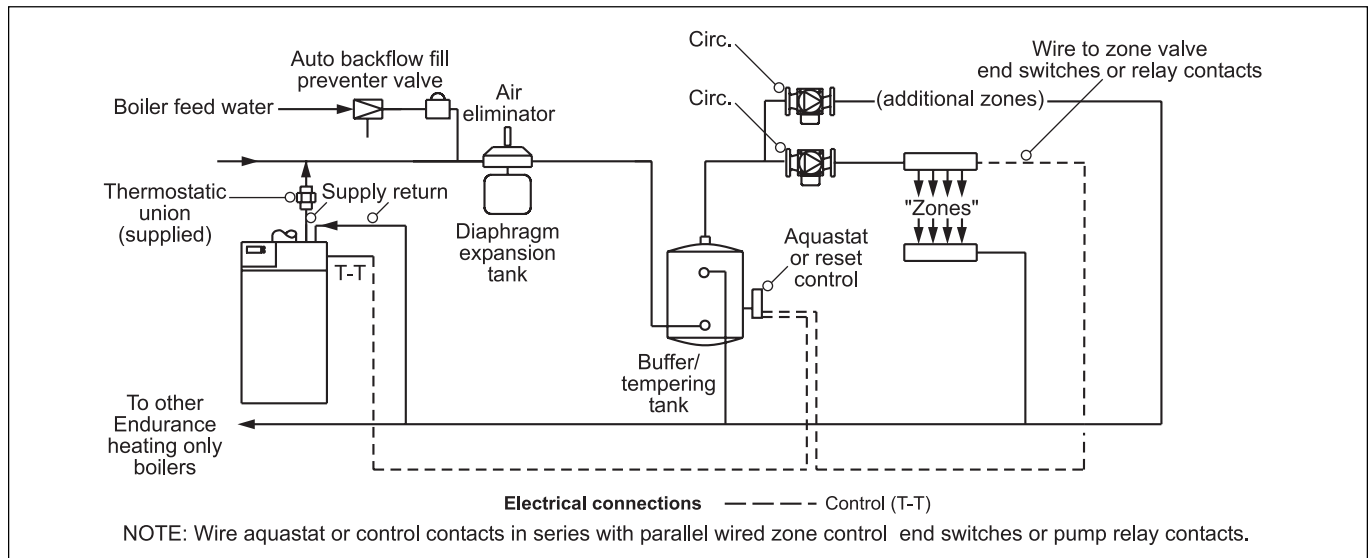 Auto backflow fill
preventer valve
Boiler feed water
Air
eliminator
Circ.
Circ.
Wire to zone valve
end switches or relay contacts
(additional zones)
Thermostatic
union
(supplied)
Supply return
Diaphragm
expansion
tank
"Zones"
Aquastat
or reset
control
T-T
Buffer/
tempering
tank
To other
Endurance
heating only
boilers
Electrical connections
Control (T-T)
NOTE: Wire aquastat or control contacts in series with parallel wired zone control end switches or pump relay contacts.